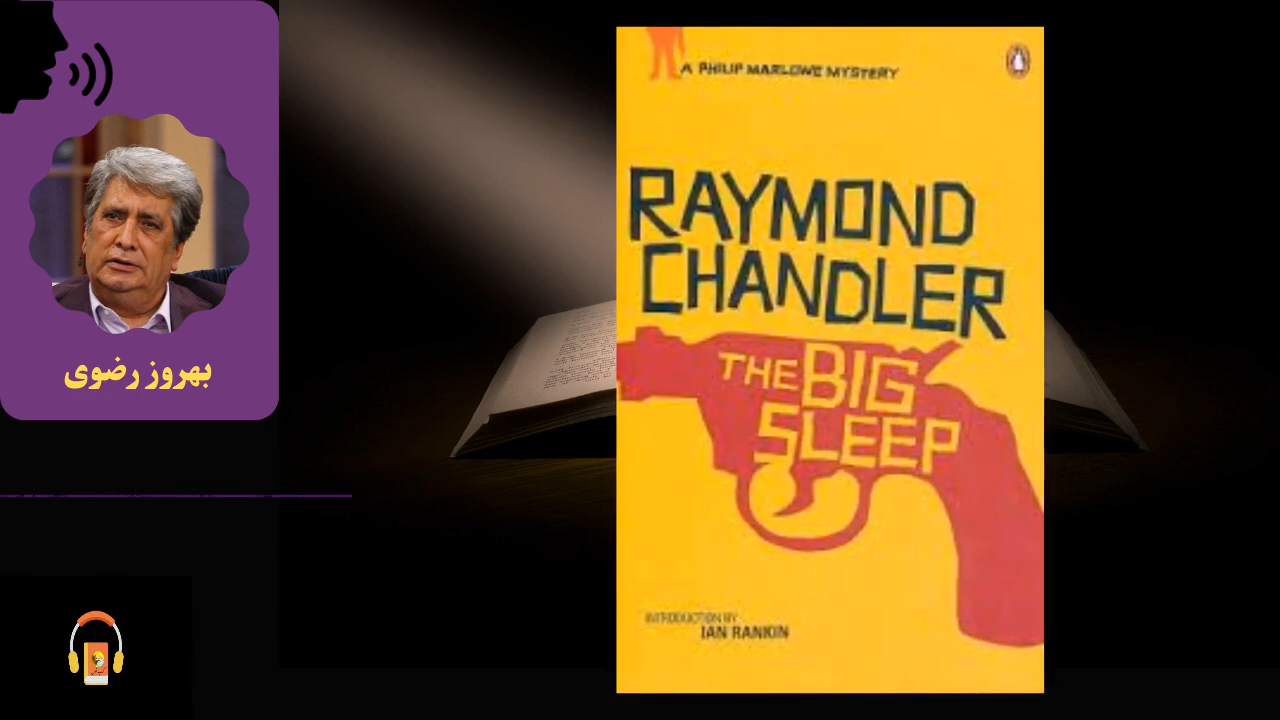 بهروز رضوی
A PHILIP MARLOWE MYSTERY
RAYMOND
CHANDLER
THE BIG
SLEEP
INTRODUCTION BY
IAN RANKIN